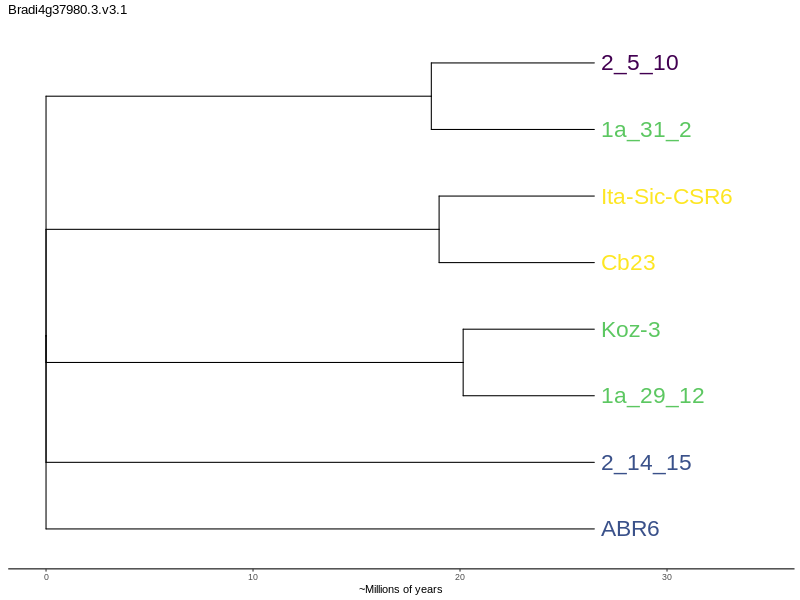 Bradi4g37980.3.v3.1
2_5_10
1a_31_2
Ita-Sic-CSR6
Cb23
Koz-3
1a_29_12
2_14_15
ABR6
0 10 20 30
~Millions of years